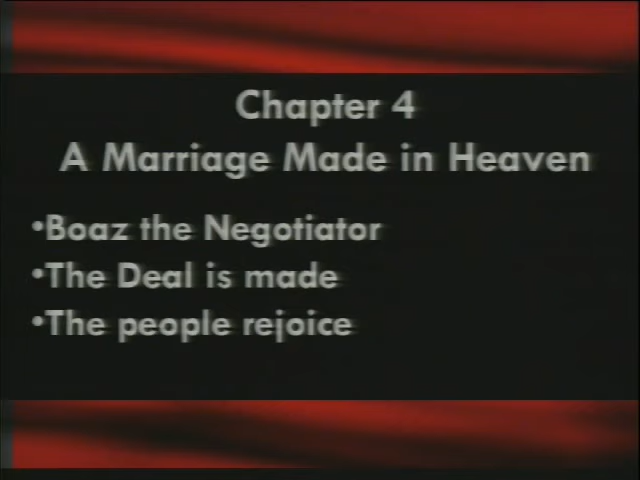 Chapter 4
A Marriage Made in Heaven
•Boaz the Negotiator
•The Deal is made
•The people rejoice